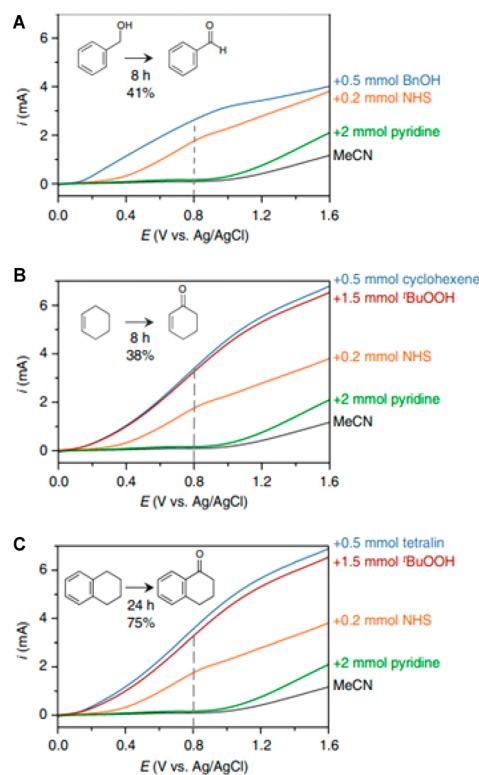 A
OH
O
H
8 h
41%
+0.5 mmol BnOH
+0.2 mmol NHS
+2 mmol pyridine
MeCN
i (mA)
6
4
2
0
0.0 0.4 0.8 1.2 1.6
E (V vs. Ag/AgCl)
B
O
8 h
38%
+0.5 mmol cyclohexene
+1.5 mmol ᵗBuOOH
+0.2 mmol NHS
+2 mmol pyridine
MeCN
i (mA)
6
4
2
0
0.0 0.4 0.8 1.2 1.6
E (V vs. Ag/AgCl)
C
O
24 h
75%
+0.5 mmol tetralin
+1.5 mmol ᵗBuOOH
+0.2 mmol NHS
+2 mmol pyridine
MeCN
i (mA)
6
4
2
0
0.0 0.4 0.8 1.2 1.6
E (V vs. Ag/AgCl)